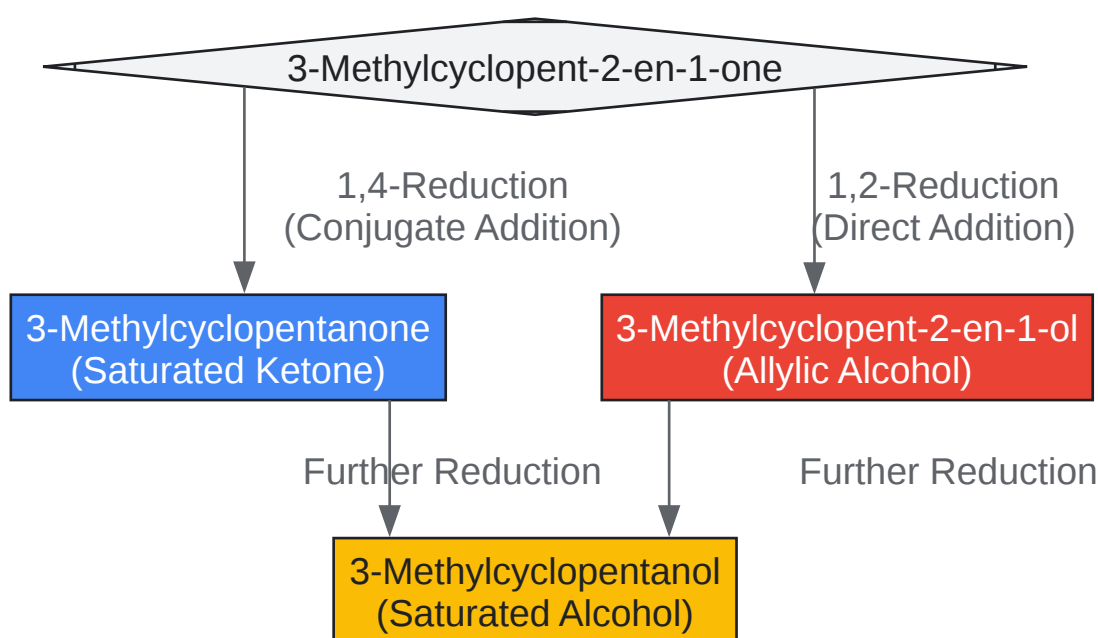 3-Methylcyclopent-2-en-1-one
1,4-Reduction
(Conjugate Addition)
1,2-Reduction
(Direct Addition)
3-Methylcyclopentanone
(Saturated Ketone)
3-Methylcyclopent-2-en-1-ol
(Allylic Alcohol)
Further Reduction
Further Reduction
3-Methylcyclopentanol
(Saturated Alcohol)